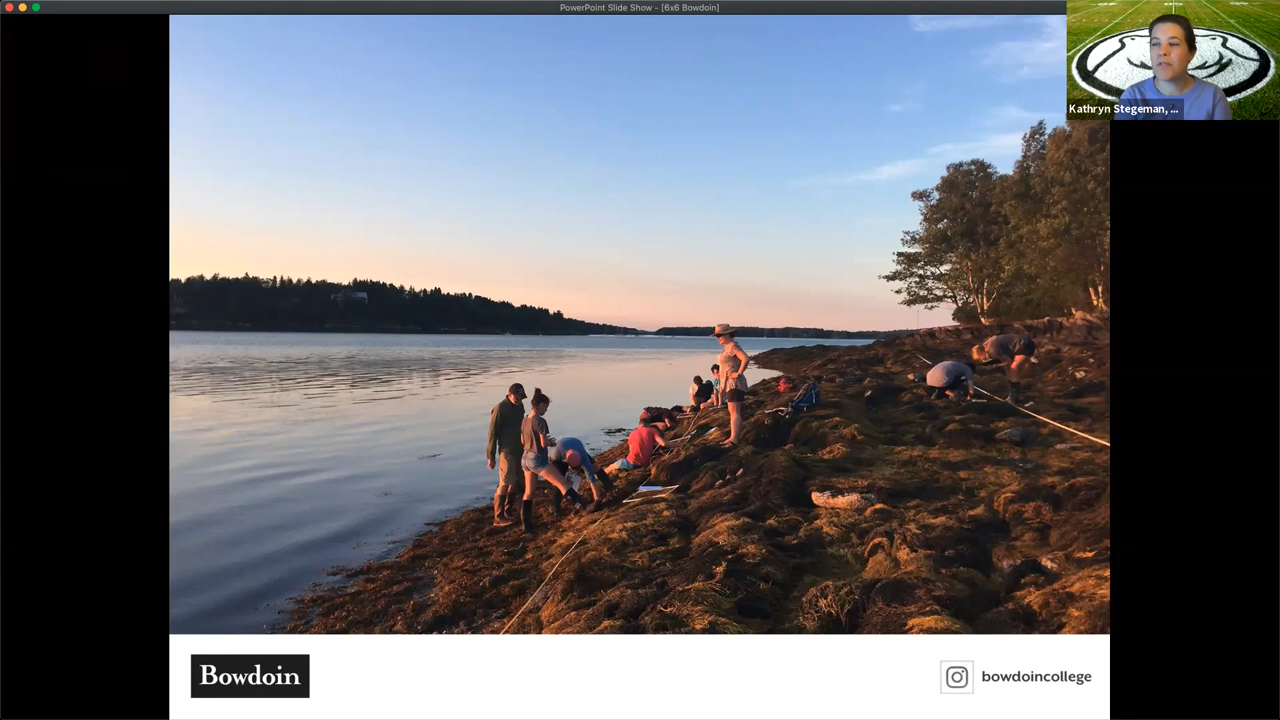 PowerPoint Slide Show - [6x6 Bowdoin]
Kathryn Stegeman, ...
Bowdoin
bowdoincollege